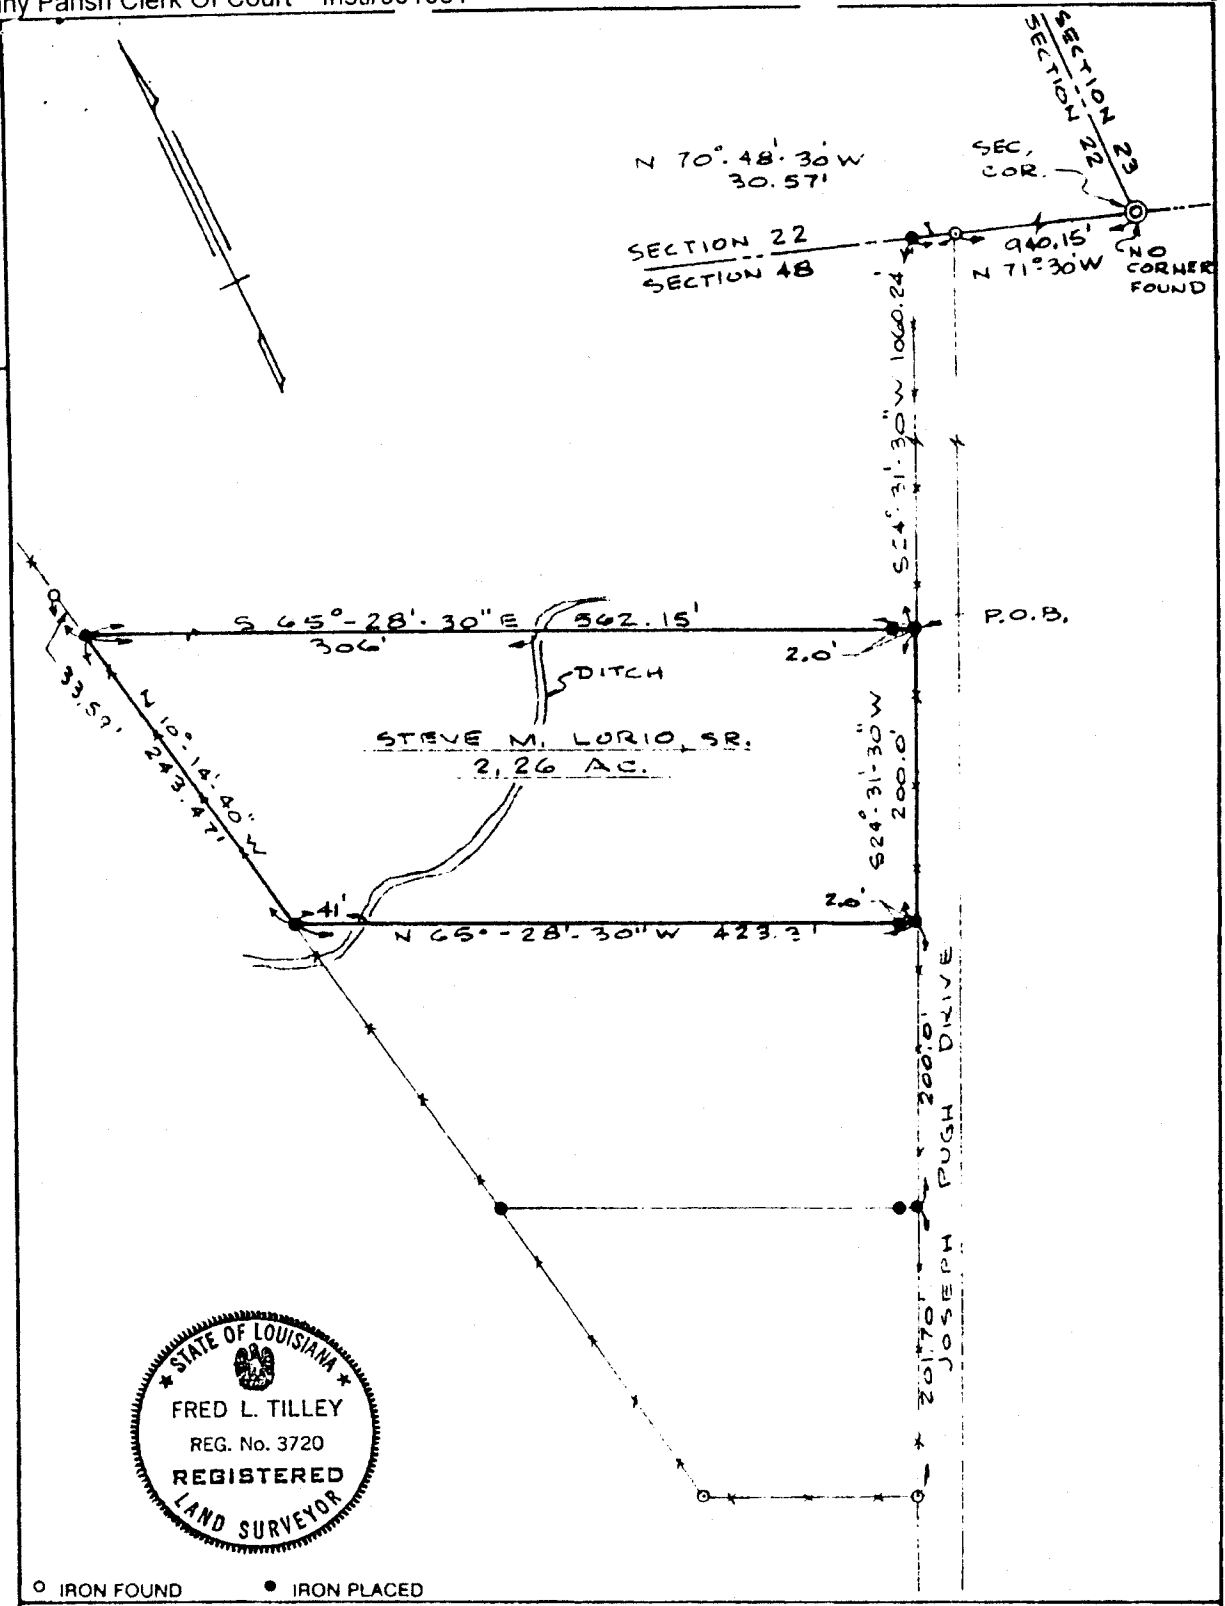 Parish Clerk Of Court
SECTION 23
SECTION 22
N 70°.48'.30 W
30.57'
SEC.
COR.
SECTION 22
SECTION 48
940.15'
N 71°-30'W
NO
CORNER
FOUND
S24°.31'-30"W 1060.24'
S 65°-28'-30" E 562.15'
306'
P.O.B.
2.0'
DITCH
33.59'
N 10°-14'-40" W
243.47'
STEVE M. LORIO, SR.
2.26 AC.
S24°-31-30"W
200.0'
41'
2.0'
N 65°-28'-30" W
200.0'
JOSEPH PUGH DRIVE
201.70'
STATE OF LOUISIANA
FRED L. TILLEY
REG. No. 3720
REGISTERED
LAND SURVEYOR
IRON FOUND
IRON PLACED